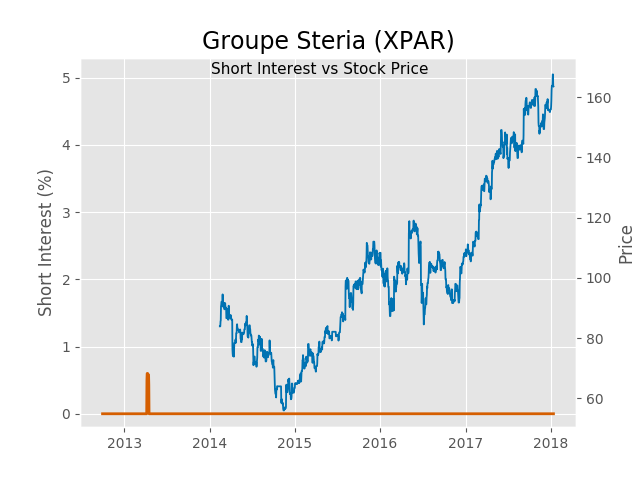 Groupe Steria (XPAR)
Short Interest vs Stock Price
5
4
3
2
1
0
Short Interest (%)
160
140
120
100
80
60
Price
2013 2014 2015 2016 2017 2018